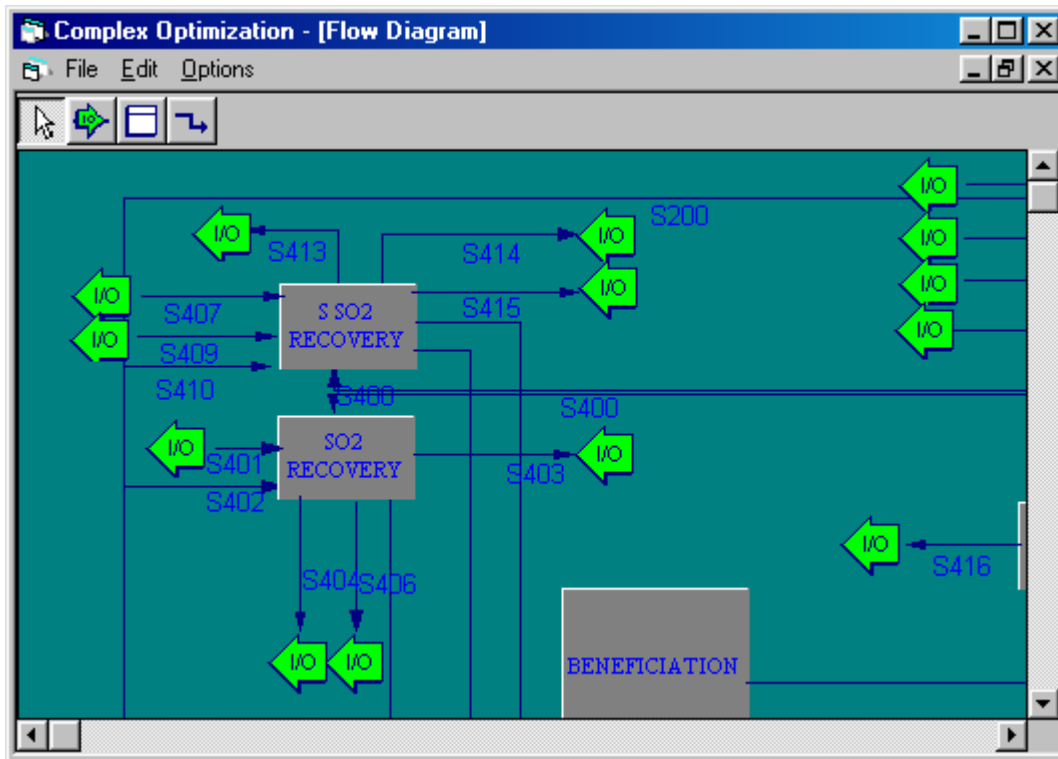 Complex Optimization - [Flow Diagram]
File Edit Options
I/O
I/O
I/O
S200
I/O
S413
S414
I/O
I/O
I/O
S SO2
RECOVERY
I/O
S407
S415
I/O
I/O
S409
S410
S400
S400
I/O
SO2
RECOVERY
I/O
S401
S403
S402
I/O
S416
S404
S406
I/O
I/O
BENEFICIATION